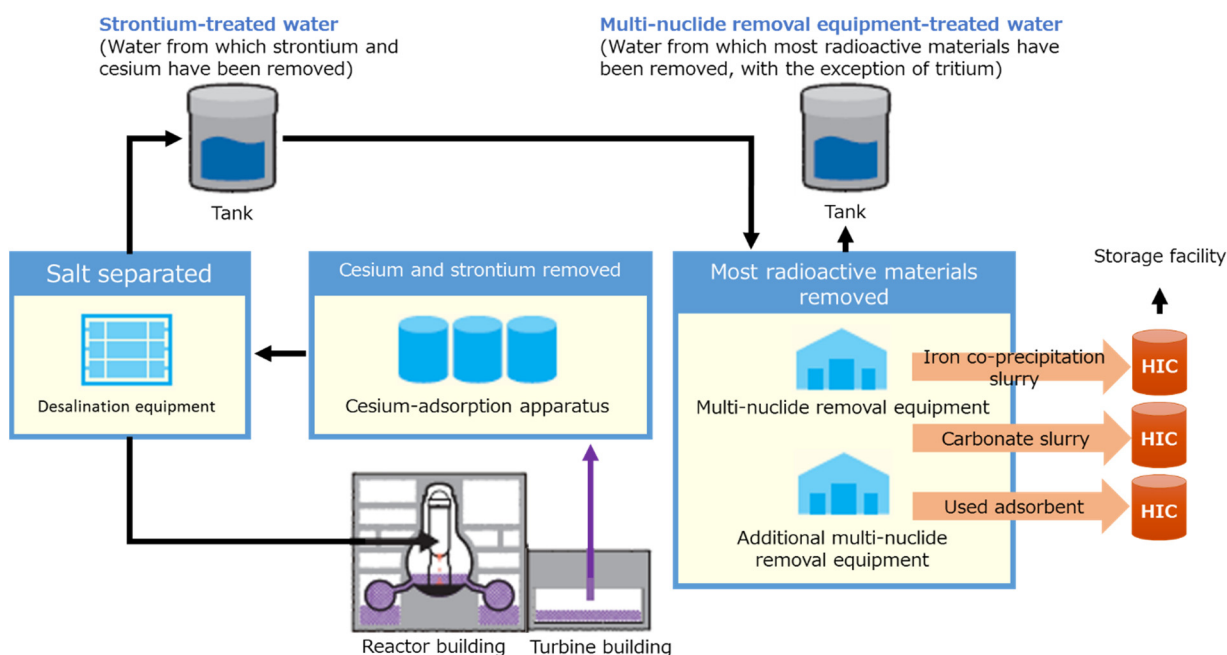 Strontium-treated water
(Water from which strontium and
cesium have been removed)
Multi-nuclide removal equipment-treated water
(Water from which most radioactive materials have
been removed, with the exception of tritium)
Tank
Tank
Salt separated
Desalination equipment
Cesium and strontium removed
Cesium-adsorption apparatus
Most radioactive materials
removed
Multi-nuclide removal equipment
Additional multi-nuclide
removal equipment
Storage facility
Iron co-precipitation
slurry
HIC
Carbonate slurry
HIC
Used adsorbent
HIC
Reactor building
Turbine building